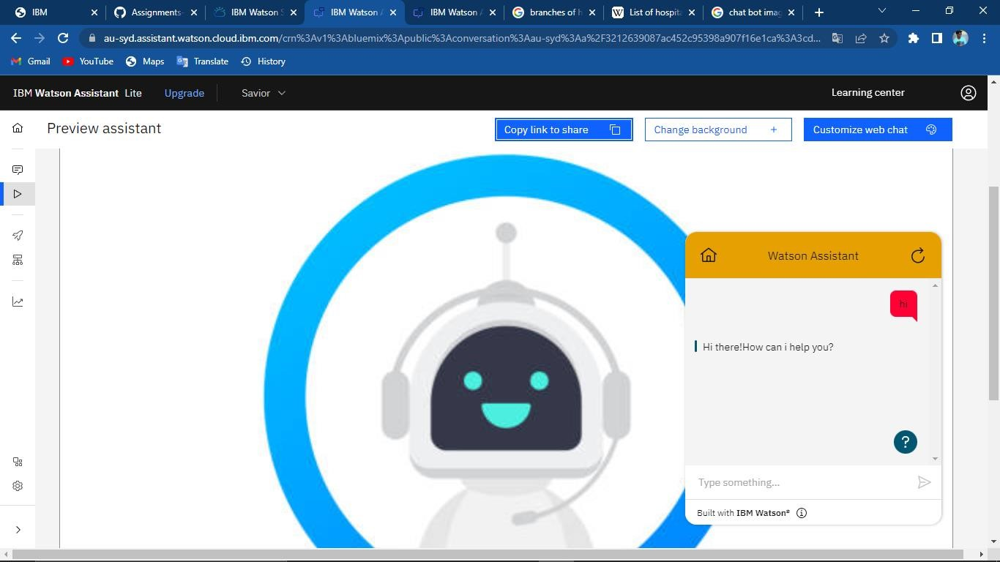 IBM
Assignments-
IBM Watson S
IBM Watson A
IBM Watson A
branches of h
List of hospita
chat bot imag
au-syd.assistant.watson.cloud.ibm.com/crn%3Av1%3Abluemix%3Apublic%3Aconversation%3Aau-syd%3Aa%2F3212639087ac452c95398a907f16e1ca%3A3cd...
Gmail
YouTube
Maps
Translate
History
IBM Watson Assistant Lite
Upgrade
Savior
Learning center
Preview assistant
Copy link to share
Change background +
Customize web chat
Watson Assistant
hi
Hi there!How can i help you?
?
Type something...
Built with IBM Watson®